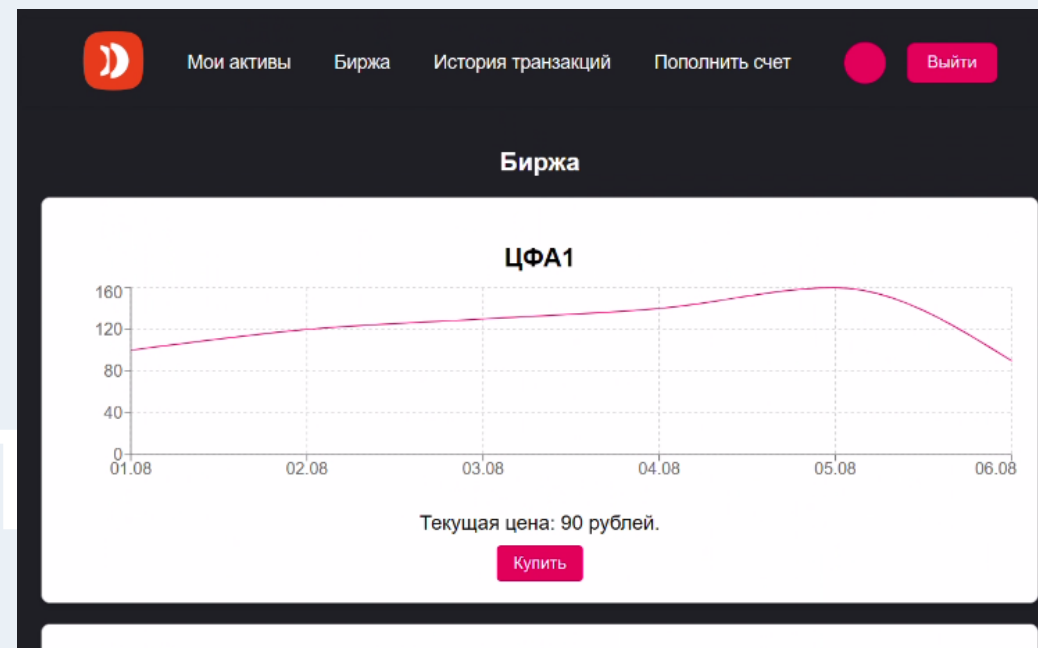 Мои активы Биржа История транзакций Пополнить счет Выйти
Биржа
ЦФА1
160
120
80
40
0
01.08 02.08 03.08 04.08 05.08 06.08
Текущая цена: 90 рублей.
Купить